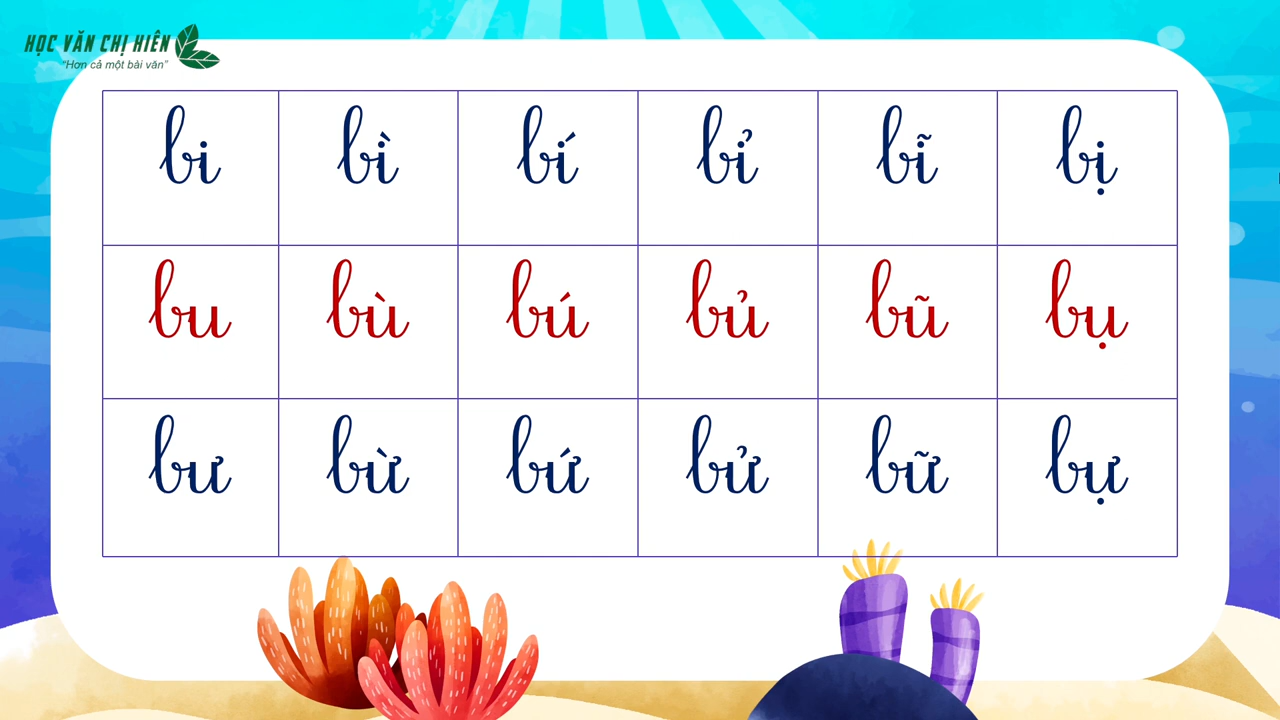 HỌC VĂN CHỊ HIÊN
“Hơn cả một bài văn”
bi bì bí bỉ bĩ bị
bu bù bú bủ bũ bụ
bư bừ bứ bử bữ bự